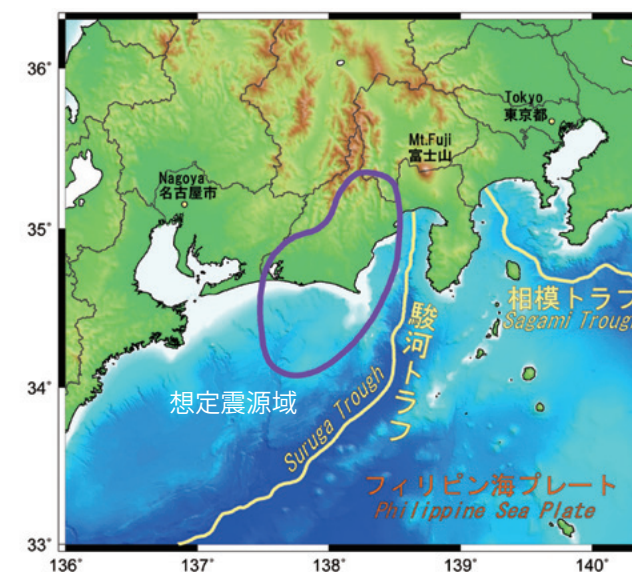 36°
35°
34°
33°
136°
137°
138°
139°
140°
Tokyo
東京都
Mt.Fuji
富士山
Nagoya
名古屋市
相模トラフ
Sagami Trough
駿河トラフ
Suruga Trough
想定震源域
フィリピン海プレート
Philippine Sea Plate